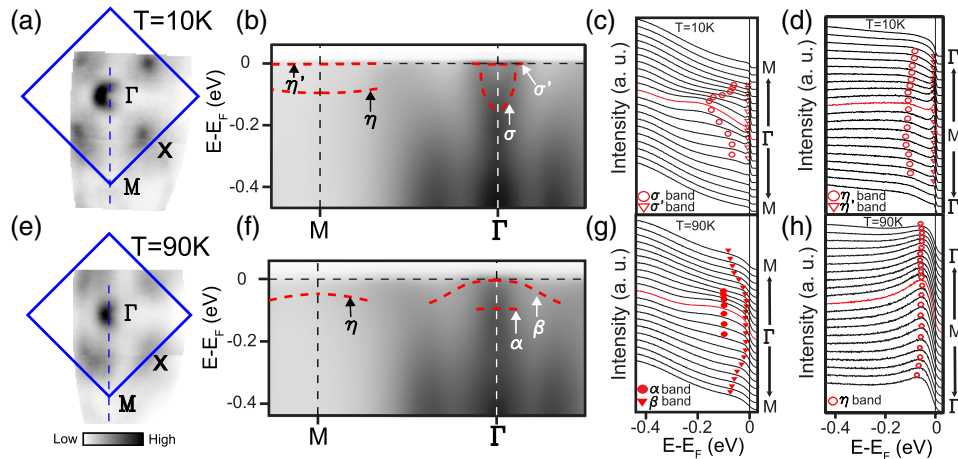 (a)
T=10K
Γ
X
M
(b)
E-E_F (eV)
0
-0.2
-0.4
η'
η
σ'
σ
M
Γ
(c)
T=10K
Intensity (a. u.)
M
Γ
M
σ, band
σ' band
(d)
T=10K
Intensity (a. u.)
Γ
M
Γ
η, band
η' band
(e)
T=90K
Γ
X
M
Low
High
(f)
E-E_F (eV)
0
-0.2
-0.4
η
β
α
M
Γ
(g)
T=90K
Intensity (a. u.)
M
Γ
M
α band
β band
-0.4
-0.2
0
E-E_F (eV)
(h)
T=90K
Intensity (a. u.)
Γ
M
Γ
η band
-0.4
-0.2
0
E-E_F (eV)